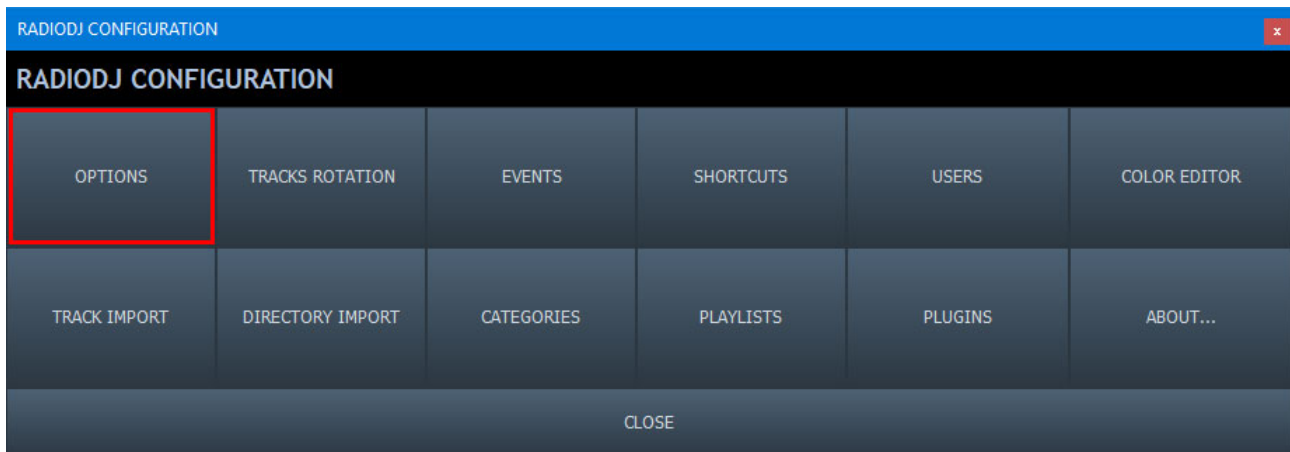 RADIODJ CONFIGURATION
x
RADIODJ CONFIGURATION
OPTIONS TRACKS ROTATION EVENTS SHORTCUTS USERS COLOR EDITOR
TRACK IMPORT DIRECTORY IMPORT CATEGORIES PLAYLISTS PLUGINS ABOUT...
CLOSE